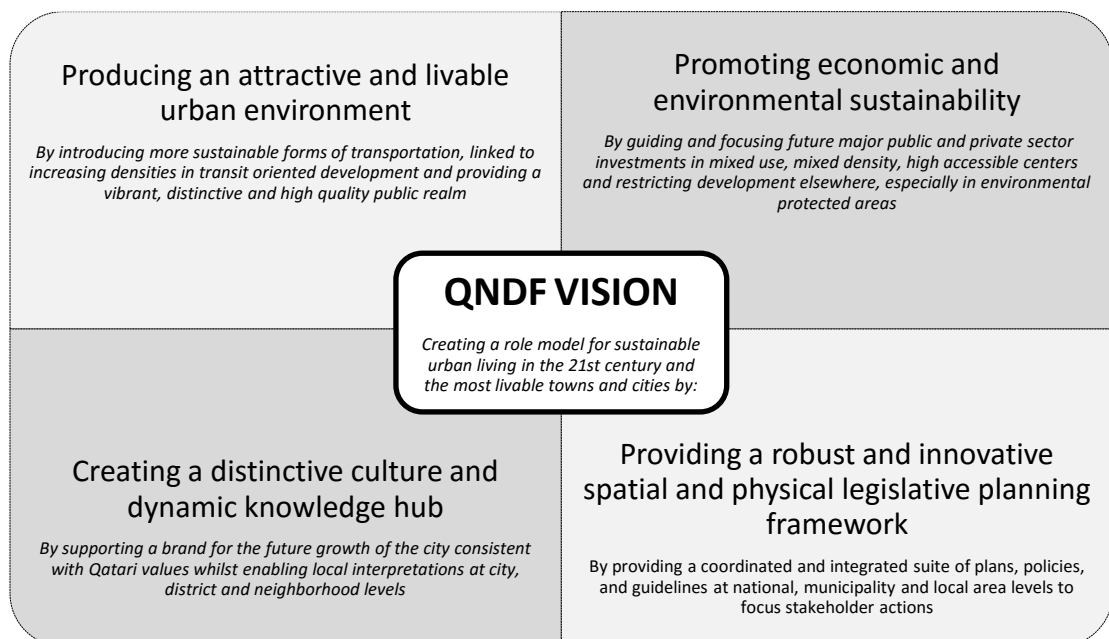 Producing an attractive and livable
urban environment
By introducing more sustainable forms of transportation, linked to
increasing densities in transit oriented development and providing a
vibrant, distinctive and high quality public realm
Promoting economic and
environmental sustainability
By guiding and focusing future major public and private sector
investments in mixed use, mixed density, high accessible centers
and restricting development elsewhere, especially in environmental
protected areas
QNDF VISION
Creating a role model for sustainable
urban living in the 21st century and
the most livable towns and cities by:
Creating a distinctive culture and
dynamic knowledge hub
By supporting a brand for the future growth of the city consistent
with Qatari values whilst enabling local interpretations at city,
district and neighborhood levels
Providing a robust and innovative
spatial and physical legislative planning
framework
By providing a coordinated and integrated suite of plans, policies,
and guidelines at national, municipality and local area levels to
focus stakeholder actions